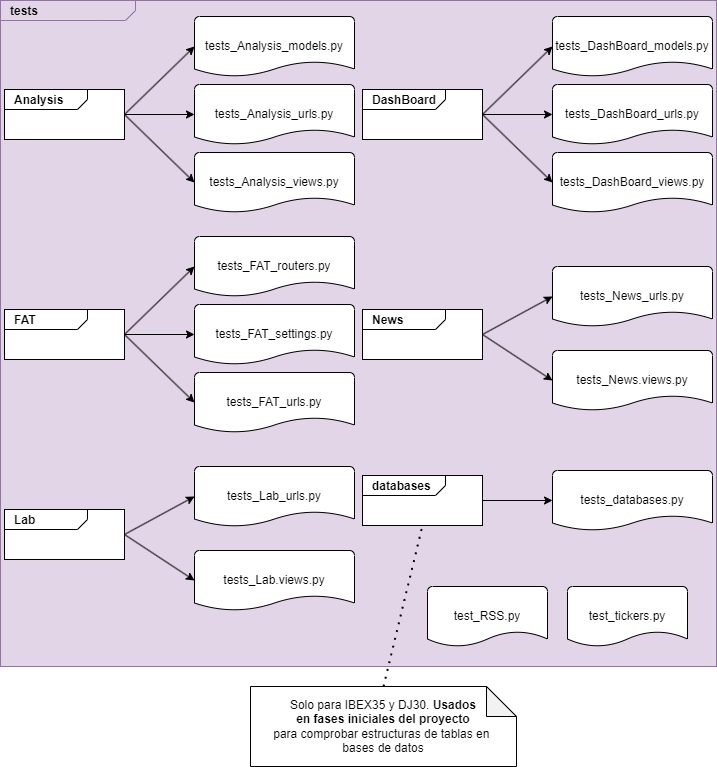 tests
Analysis
tests_Analysis_models.py
tests_Analysis_urls.py
tests_Analysis_views.py
DashBoard
tests_DashBoard_models.py
tests_DashBoard_urls.py
tests_DashBoard_views.py
FAT
tests_FAT_routers.py
tests_FAT_settings.py
tests_FAT_urls.py
News
tests_News_urls.py
tests_News.views.py
Lab
tests_Lab_urls.py
tests_Lab.views.py
databases
tests_databases.py
test_RSS.py
test_tickers.py
Solo para IBEX35 y DJ30. Usados
en fases iniciales del proyecto
para comprobar estructuras de tablas en
bases de datos